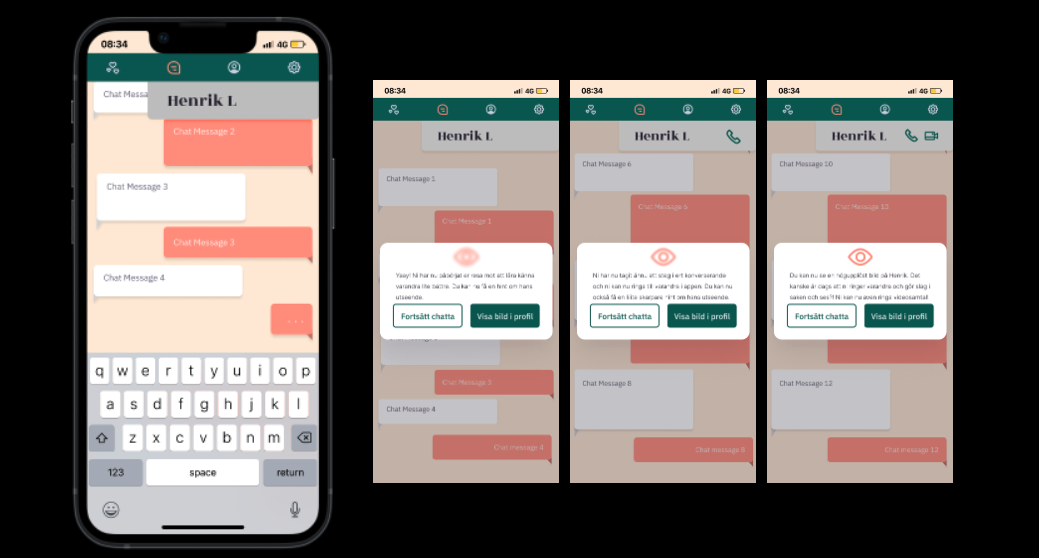 08:34
4G
Chat Messa
Henrik L
Chat Message 2
Chat Message 3
Chat Message 3
Chat Message 4
...
q w e r t y u i o p
a s d f g h j k l
z x c v b n m
123
space
return
08:34
4G
Henrik L
Chat Message 1
Chat Message 1
Yaay! Ni har nu påbörjat er resa mot att lära känna
varandra lite bättre. Du kan nu få en hint om hans
utseende.
Fortsätt chatta
Visa bild i profil
Chat Message 3
Chat Message 4
Chat message 4
08:34
4G
Henrik L
Chat Message 6
Chat Message 6
Ni har nu tagit ännu ett steg i ert konverserande
och ni kan nu ringa till varandra i appen. Du kan nu
också få en lite skarpare hint om hans utseende.
Fortsätt chatta
Visa bild i profil
Chat Message 8
Chat message 9
08:34
4G
Henrik L
Chat Message 10
Chat Message 10
Du kan nu se en högupplöst bild på Henrik. Det
kanske är dags att ni ringer varandra och gör slag i
saken och ses?! Ni kan nu även ringa videosamtal!
Fortsätt chatta
Visa bild i profil
Chat Message 12
Chat message 12